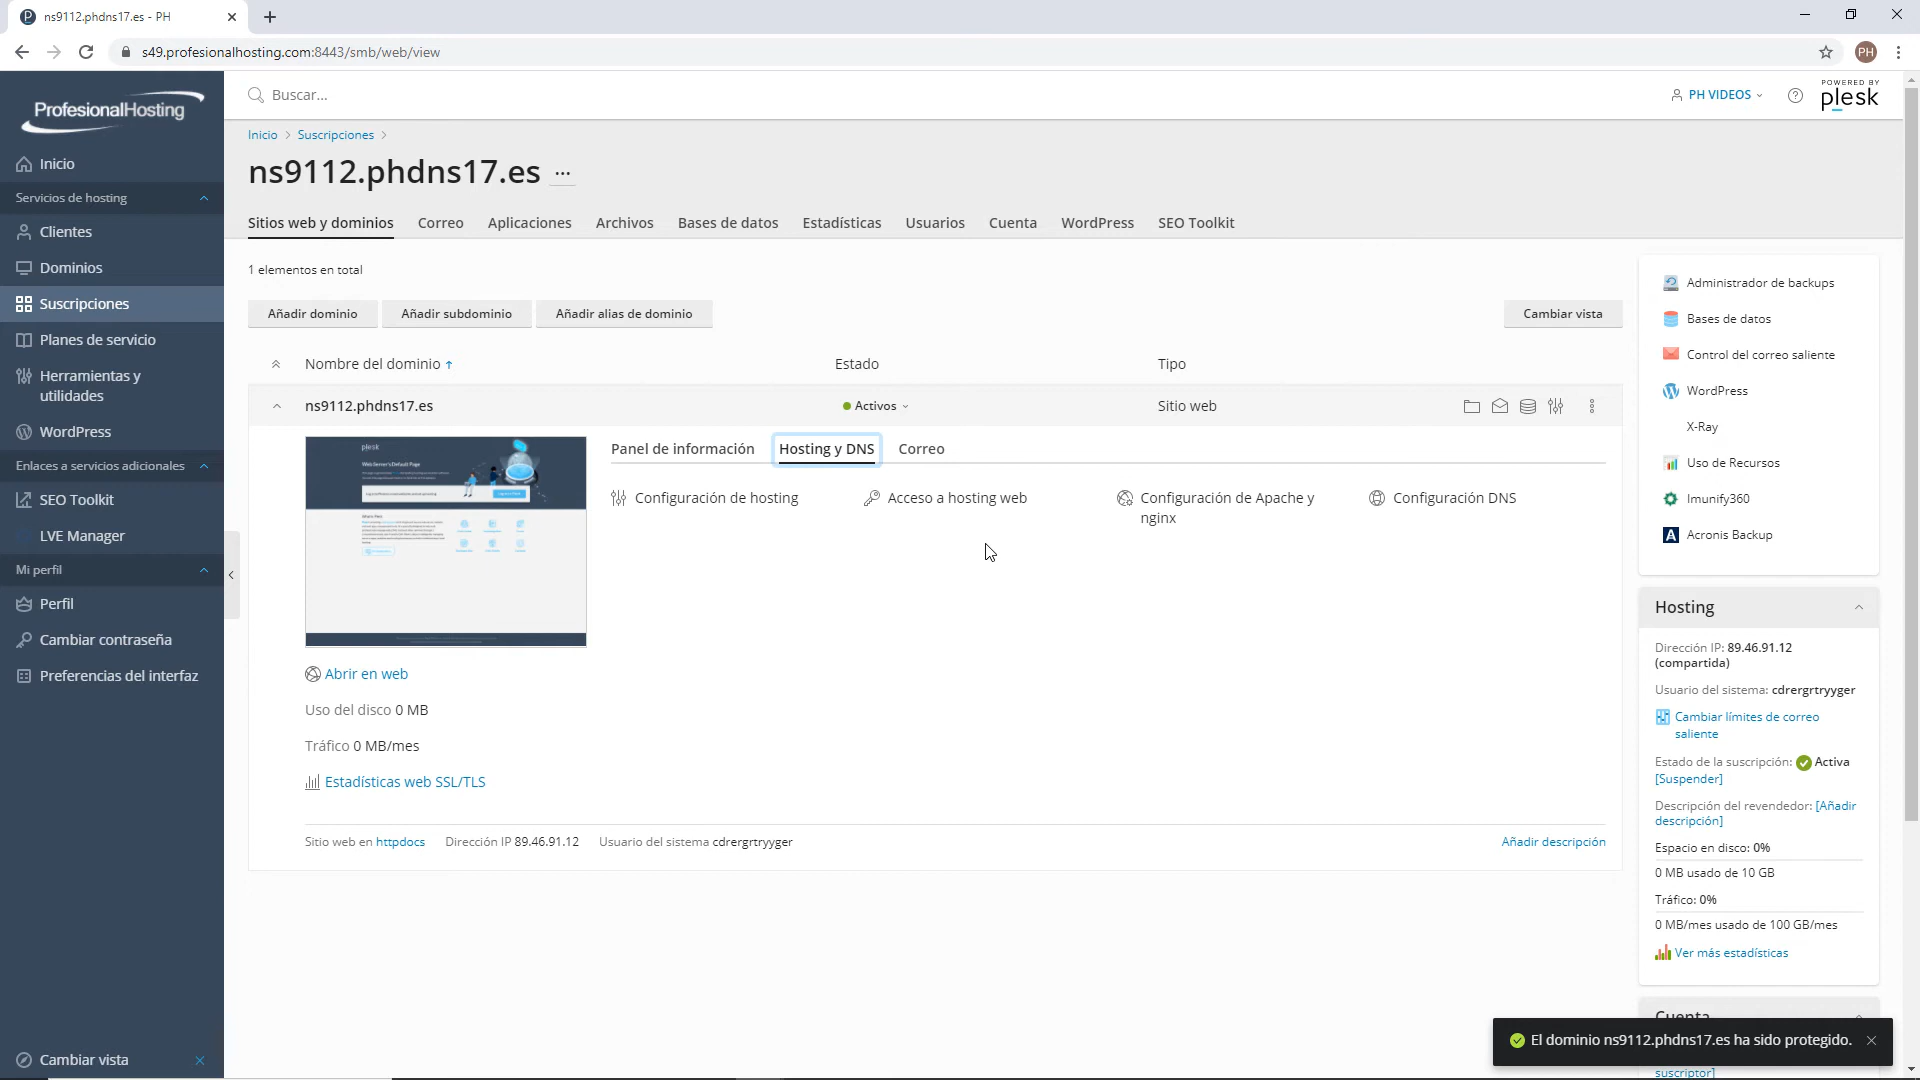 ns9112.phdns17.es - PH
s49.profesionalhosting.com:8443/smb/web/view
PH
ProfesionalHosting
Buscar...
PH VIDEOS
POWERED BY
plesk
Inicio
Servicios de hosting
Clientes
Dominios
Suscripciones
Planes de servicio
Herramientas y
utilidades
WordPress
Enlaces a servicios adicionales
SEO Toolkit
LVE Manager
Mi perfil
Perfil
Cambiar contraseña
Preferencias del interfaz
Cambiar vista
Inicio > Suscripciones >
ns9112.phdns17.es ...
Sitios web y dominios Correo Aplicaciones Archivos Bases de datos Estadísticas Usuarios Cuenta WordPress SEO Toolkit
1 elementos en total
Añadir dominio Añadir subdominio Añadir alias de dominio Cambiar vista
Nombre del dominio ↑ Estado Tipo
ns9112.phdns17.es Activos Sitio web
Panel de información Hosting y DNS Correo
Configuración de hosting Acceso a hosting web Configuración de Apache y
nginx
Configuración DNS
plesk
Web Server's Default Page
Abrir en web
Uso del disco 0 MB
Tráfico 0 MB/mes
Estadísticas web SSL/TLS
Sitio web en httpdocs Dirección IP 89.46.91.12 Usuario del sistema cdrergrtryyger Añadir descripción
Administrador de backups
Bases de datos
Control del correo saliente
WordPress
X-Ray
Uso de Recursos
Imunify360
Acronis Backup
Hosting
Dirección IP: 89.46.91.12
(compartida)
Usuario del sistema: cdrergrtryyger
Cambiar límites de correo
saliente
Estado de la suscripción: Activa
[Suspender]
Descripción del revendedor: [Añadir
descripción]
Espacio en disco: 0%
0 MB usado de 10 GB
Tráfico: 0%
0 MB/mes usado de 100 GB/mes
Ver más estadísticas
Cuenta
El dominio ns9112.phdns17.es ha sido protegido.
suscriptor]